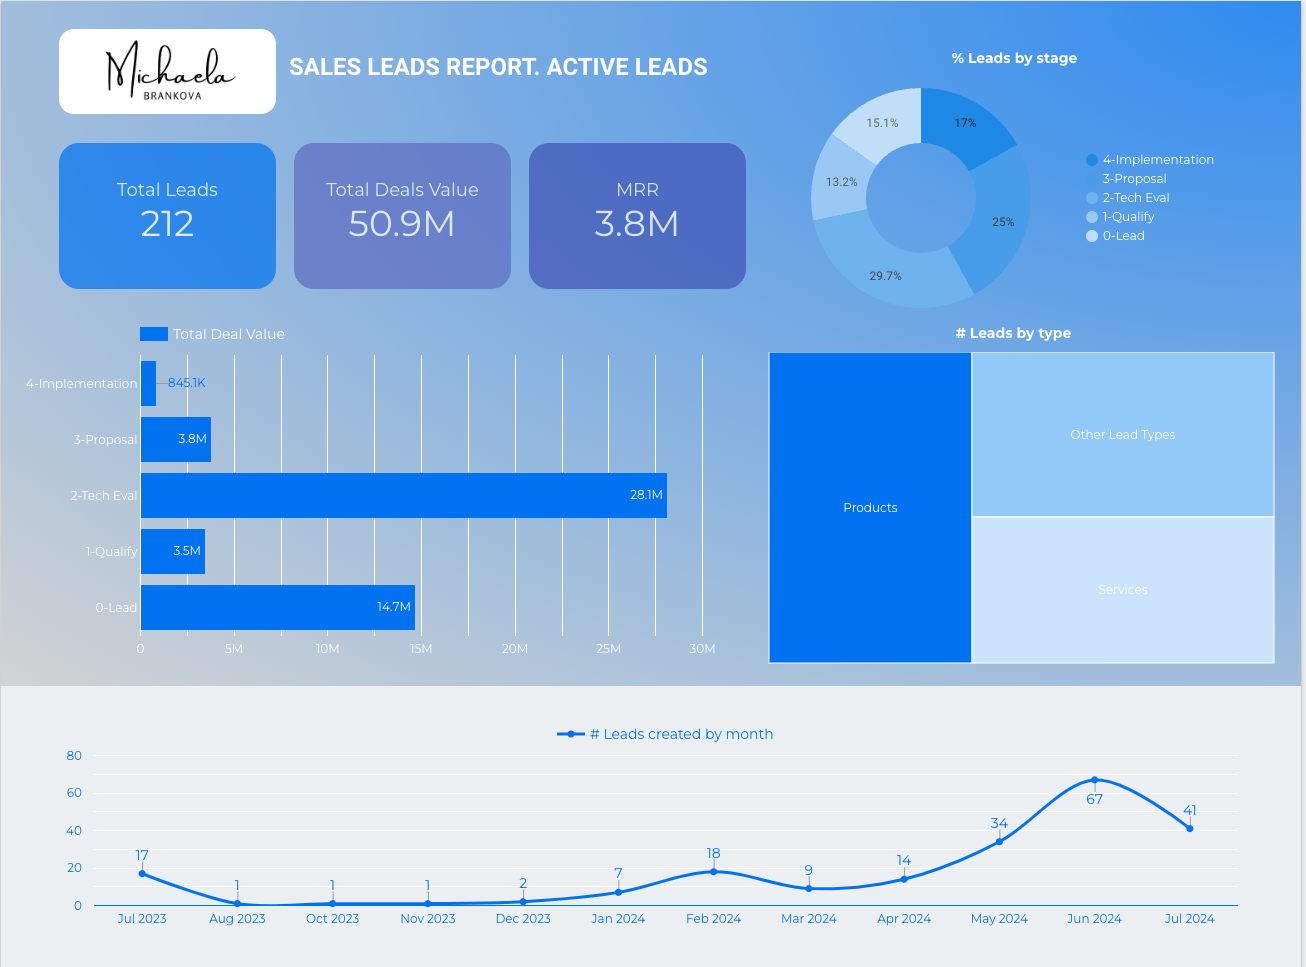 Michaela
BRANKOVA
SALES LEADS REPORT. ACTIVE LEADS
Total Leads
212
Total Deals Value
50.9M
MRR
3.8M
% Leads by stage
17%
25%
29.7%
13.2%
15.1%
4-Implementation
3-Proposal
2-Tech Eval
1-Qualify
0-Lead
Total Deal Value
4-Implementation
845.1K
3-Proposal
3.8M
2-Tech Eval
28.1M
1-Qualify
3.5M
0-Lead
14.7M
0 5M 10M 15M 20M 25M 30M
# Leads by type
Products
Other Lead Types
Services
# Leads created by month
80
60
40
20
0
17 1 1 1 2 7 18 9 14 34 67 41
Jul 2023 Aug 2023 Oct 2023 Nov 2023 Dec 2023 Jan 2024 Feb 2024 Mar 2024 Apr 2024 May 2024 Jun 2024 Jul 2024